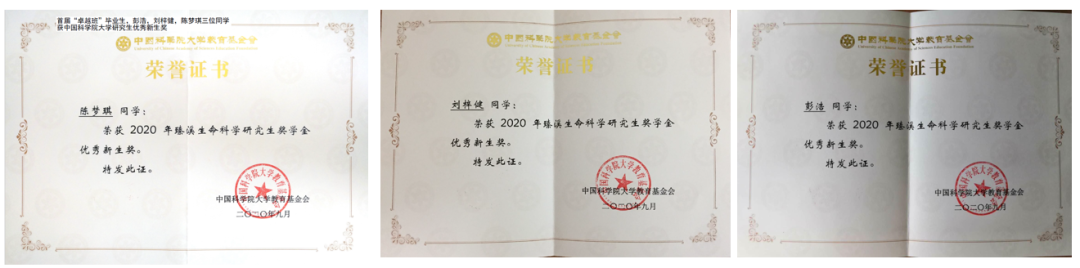 首届“卓越班”毕业生，彭浩，刘梓健，陈梦琪三位同学
获中国科学院大学研究生优秀新生奖
中国科学院大学教育基金会
荣誉证书
陈梦琪 同学：
荣获 2020 年臻溪生命科学研究生奖学金
优秀新生奖。
特发此证。
中国科学院大学教育基金会
二〇二〇年九月
中国科学院大学教育基金会
荣誉证书
刘梓健 同学：
荣获 2020 年臻溪生命科学研究生奖学金
优秀新生奖。
特发此证。
中国科学院大学教育基金会
二〇二〇年九月
中国科学院大学教育基金会
荣誉证书
彭浩 同学：
荣获 2020 年臻溪生命科学研究生奖学金
优秀新生奖。
特发此证。
中国科学院大学教育基金会
二〇二〇年九月